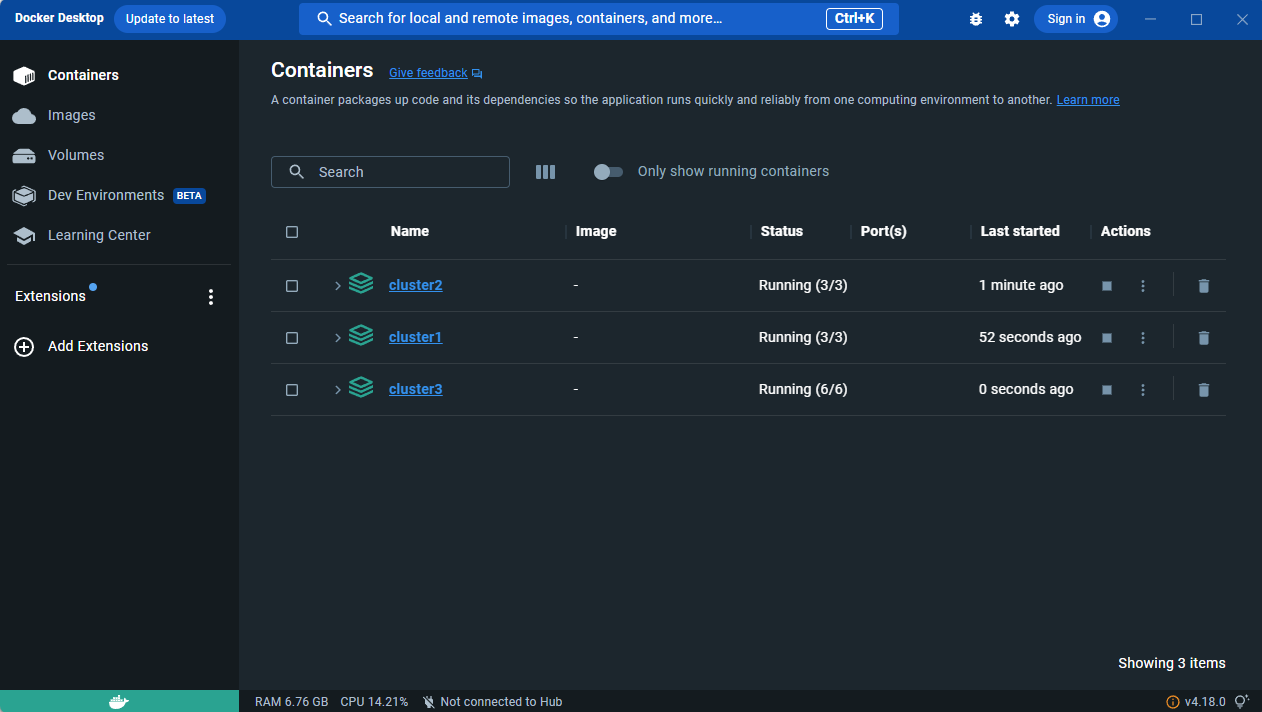 Docker Desktop Update to latest Search for local and remote images, containers, and more... Ctrl+K Sign in
Containers
Images
Volumes
Dev Environments BETA
Learning Center
Extensions
Add Extensions
Containers Give feedback
A container packages up code and its dependencies so the application runs quickly and reliably from one computing environment to another. Learn more
Search Only show running containers
Name Image Status Port(s) Last started Actions
cluster2 - Running (3/3) 1 minute ago
cluster1 - Running (3/3) 52 seconds ago
cluster3 - Running (6/6) 0 seconds ago
Showing 3 items
RAM 6.76 GB CPU 14.21% Not connected to Hub v4.18.0